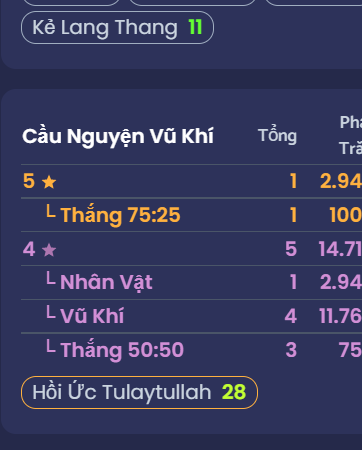 Kẻ Lang Thang 11
Cầu Nguyện Vũ Khí Tổng Phầ Tră
5 ★ 1 2.94
└ Thắng 75:25 1 100
4 ★ 5 14.71
└ Nhân Vật 1 2.94
└ Vũ Khí 4 11.76
└ Thắng 50:50 3 75
Hồi Ức Tulaytullah 28